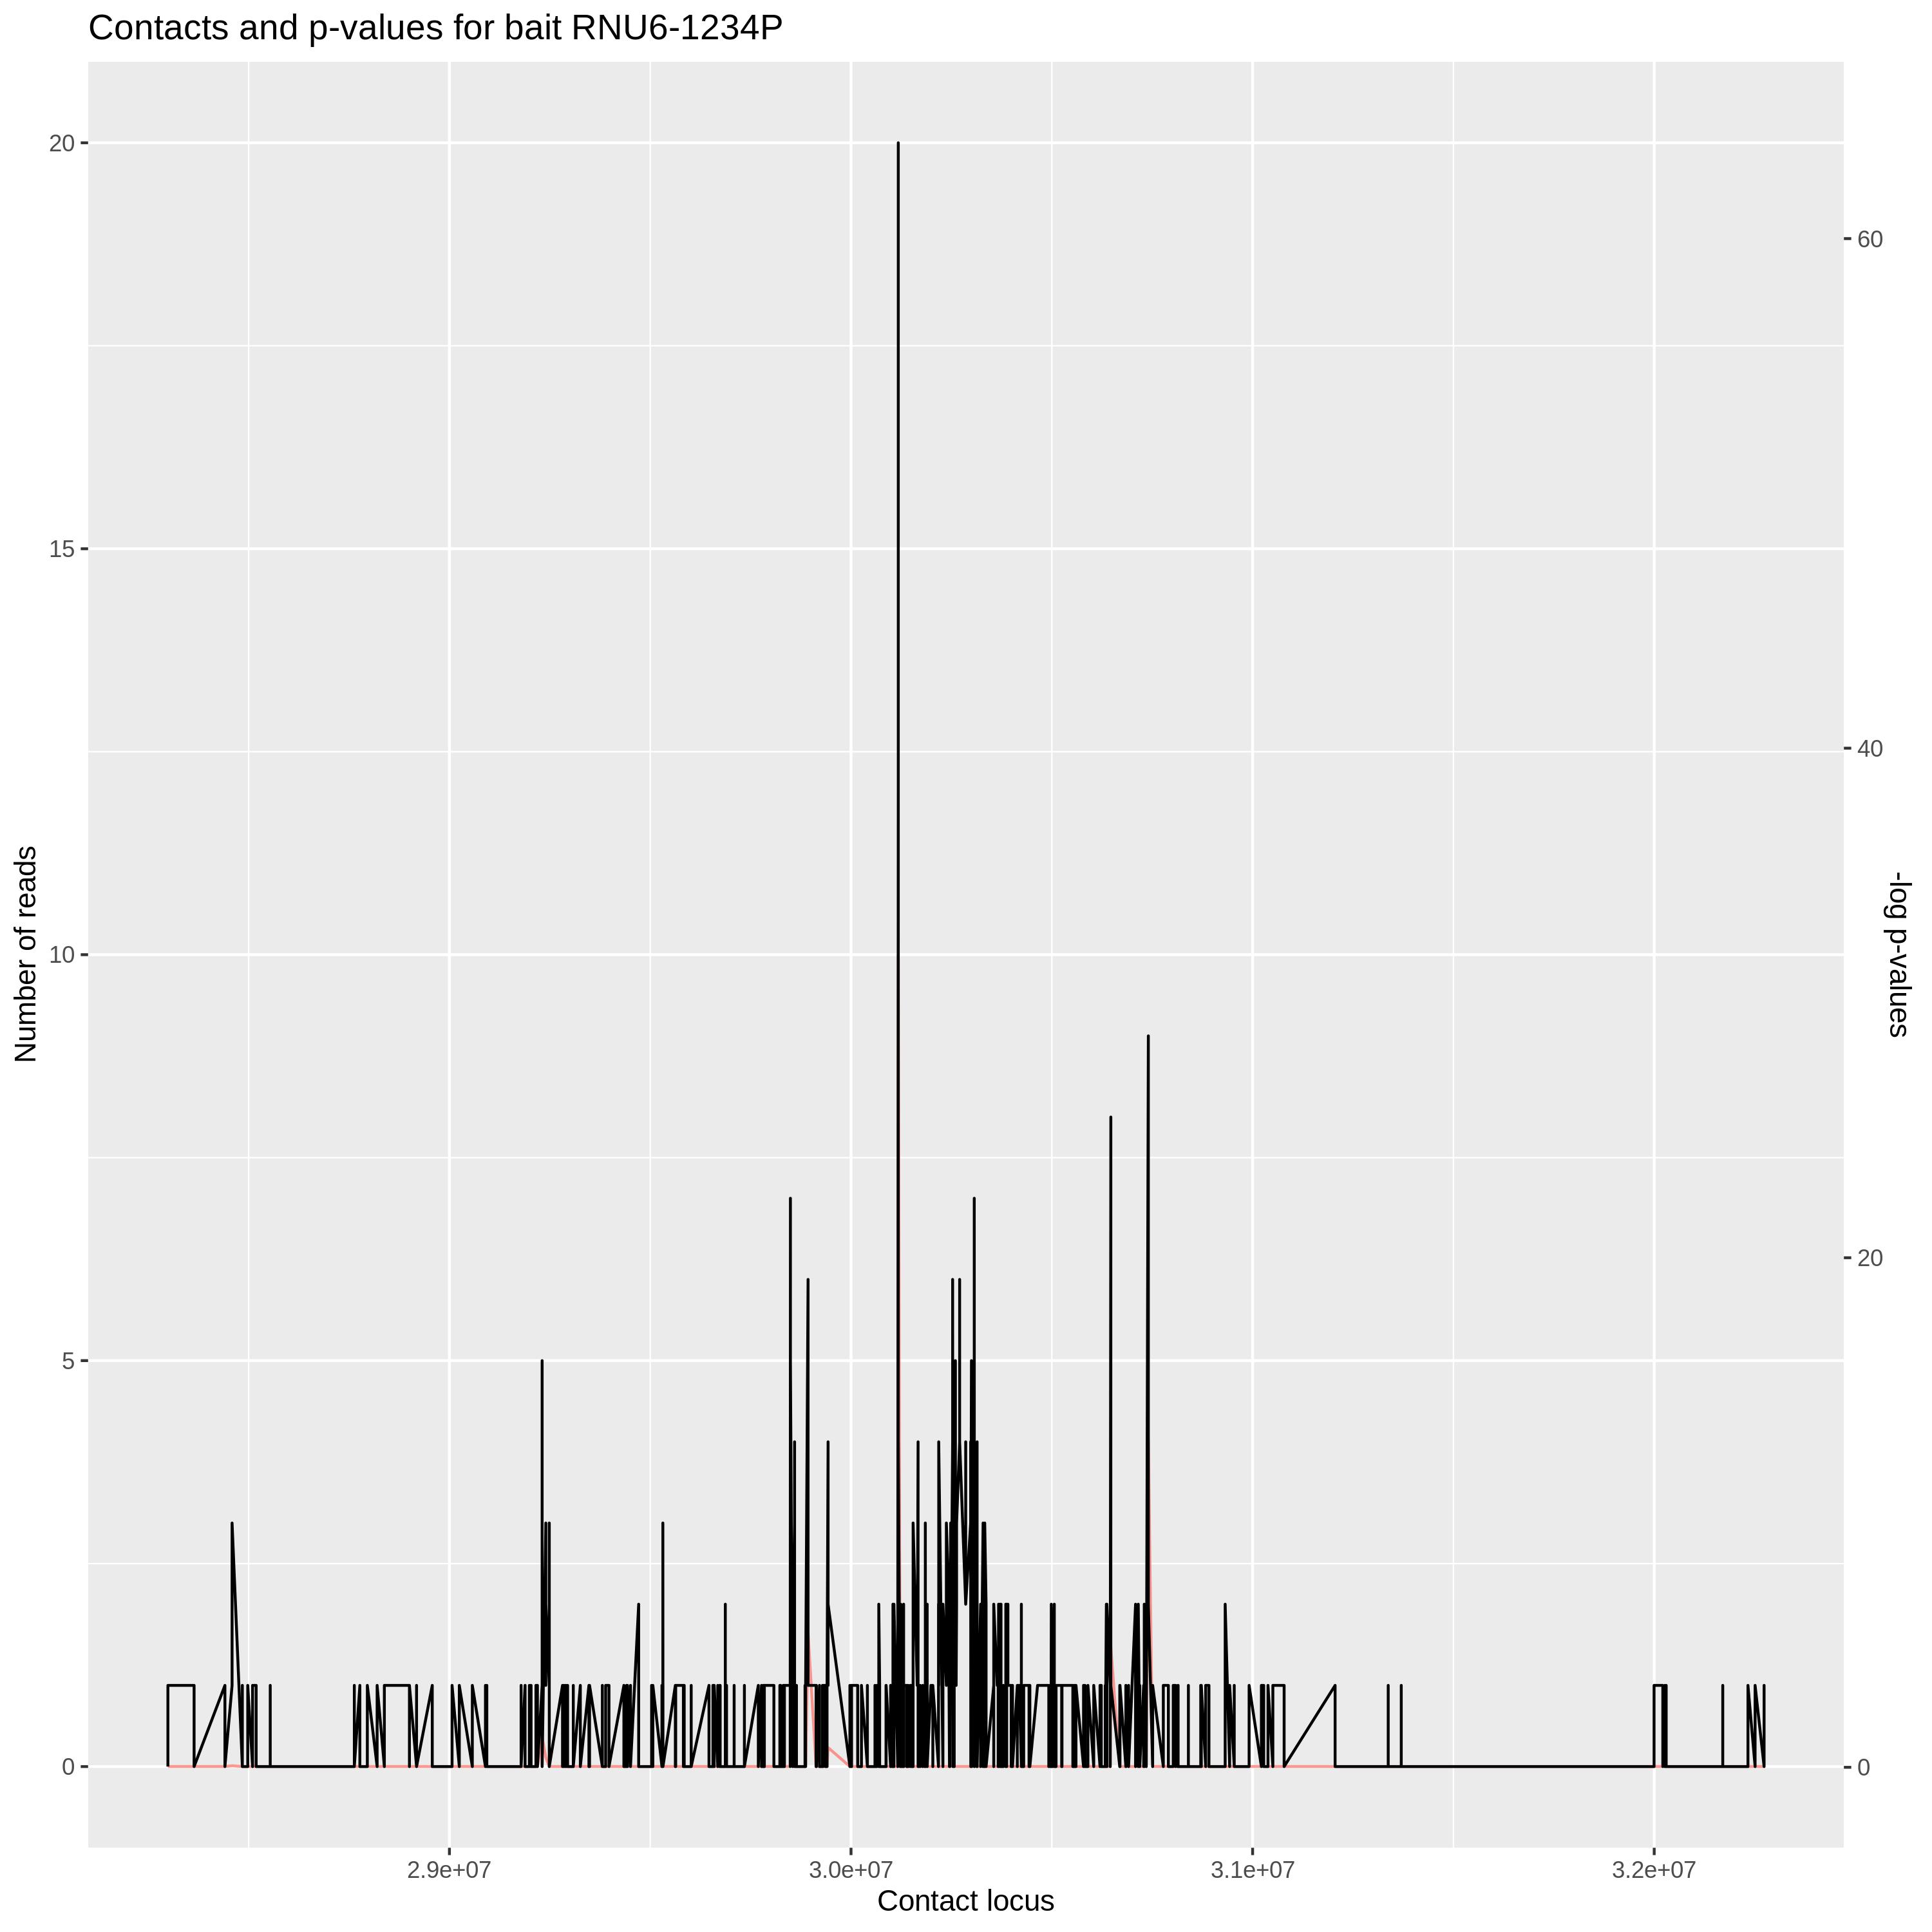 Contacts and p-values for bait RNU6-1234P
20
15
10
5
0
Number of reads
60
40
20
0
-log p-values
2.9e+07
3.0e+07
3.1e+07
3.2e+07
Contact locus